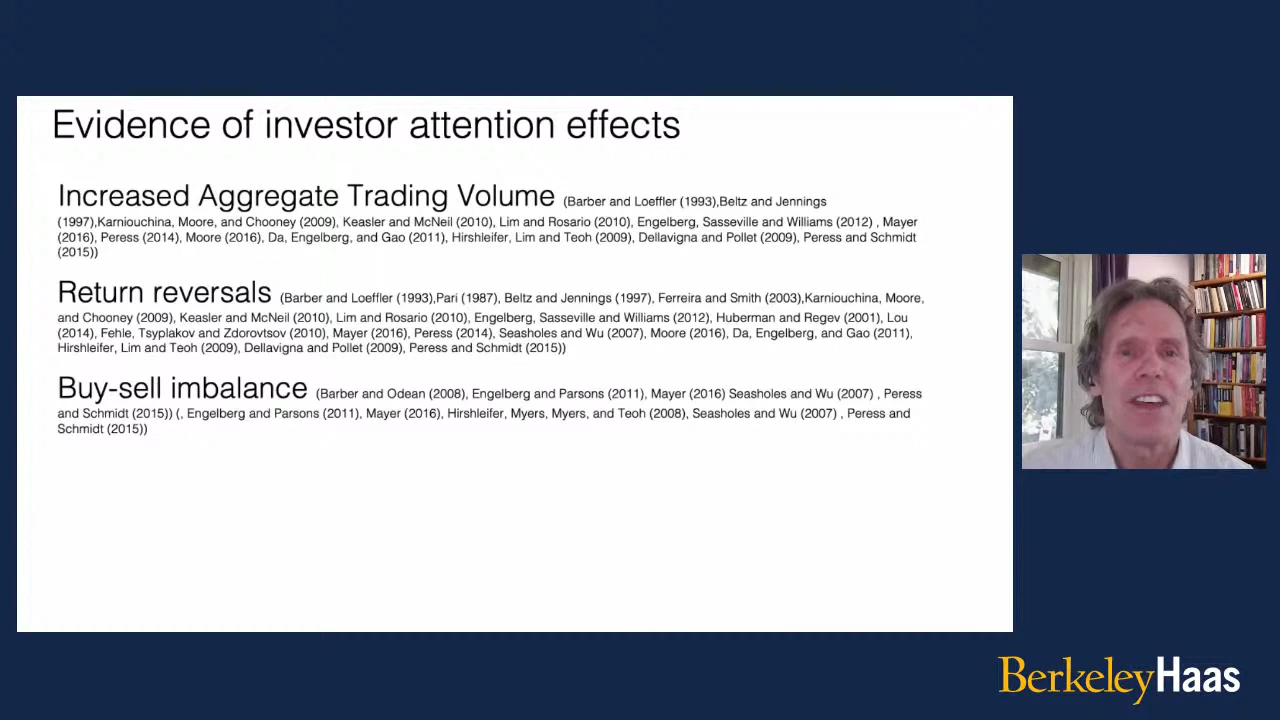 Evidence of investor attention effects
Increased Aggregate Trading Volume (Barber and Loeffler (1993),Beltz and Jennings
(1997),Karniouchina, Moore, and Chooney (2009), Keasler and McNeil (2010), Lim and Rosario (2010), Engelberg, Sasseville and Williams (2012) , Mayer
(2016), Peress (2014), Moore (2016), Da, Engelberg, and Gao (2011), Hirshleifer, Lim and Teoh (2009), Dellavigna and Pollet (2009), Peress and Schmidt
(2015))
Return reversals (Barber and Loeffler (1993),Pari (1987), Beltz and Jennings (1997), Ferreira and Smith (2003),Karniouchina, Moore,
and Chooney (2009), Keasler and McNeil (2010), Lim and Rosario (2010), Engelberg, Sasseville and Williams (2012), Huberman and Regev (2001), Lou
(2014), Fehle, Tsyplakov and Zdorovtsov (2010), Mayer (2016), Peress (2014), Seasholes and Wu (2007), Moore (2016), Da, Engelberg, and Gao (2011),
Hirshleifer, Lim and Teoh (2009), Dellavigna and Pollet (2009), Peress and Schmidt (2015))
Buy-sell imbalance (Barber and Odean (2008), Engelberg and Parsons (2011), Mayer (2016) Seasholes and Wu (2007) , Peress
and Schmidt (2015)) (, Engelberg and Parsons (2011), Mayer (2016), Hirshleifer, Myers, Myers, and Teoh (2008), Seasholes and Wu (2007) , Peress and
Schmidt (2015))
BerkeleyHaas